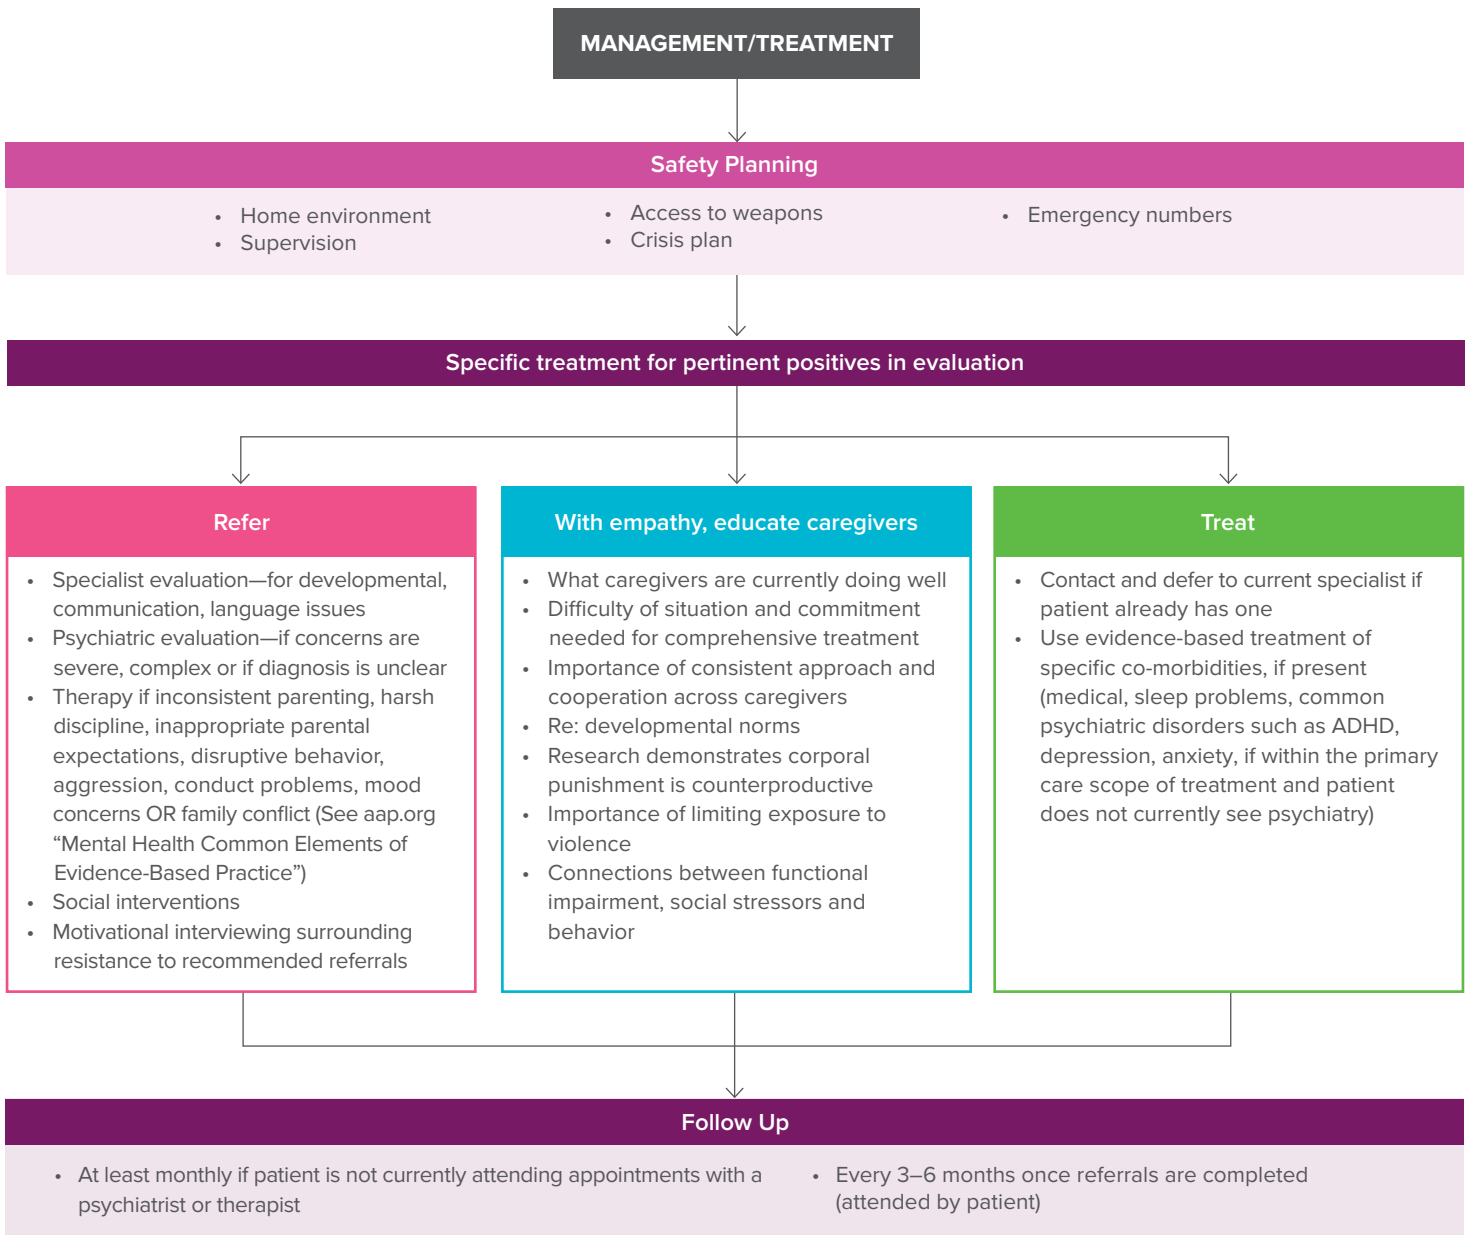 MANAGEMENT/TREATMENT
Safety Planning
• Home environment
• Supervision
• Access to weapons
• Crisis plan
• Emergency numbers
Specific treatment for pertinent positives in evaluation
Refer
• Specialist evaluation—for developmental,
communication, language issues
• Psychiatric evaluation—if concerns are
severe, complex or if diagnosis is unclear
• Therapy if inconsistent parenting, harsh
discipline, inappropriate parental
expectations, disruptive behavior,
aggression, conduct problems, mood
concerns OR family conflict (See aap.org
“Mental Health Common Elements of
Evidence-Based Practice”)
• Social interventions
• Motivational interviewing surrounding
resistance to recommended referrals
With empathy, educate caregivers
• What caregivers are currently doing well
• Difficulty of situation and commitment
needed for comprehensive treatment
• Importance of consistent approach and
cooperation across caregivers
• Re: developmental norms
• Research demonstrates corporal
punishment is counterproductive
• Importance of limiting exposure to
violence
• Connections between functional
impairment, social stressors and
behavior
Treat
• Contact and defer to current specialist if
patient already has one
• Use evidence-based treatment of
specific co-morbidities, if present
(medical, sleep problems, common
psychiatric disorders such as ADHD,
depression, anxiety, if within the primary
care scope of treatment and patient
does not currently see psychiatry)
Follow Up
• At least monthly if patient is not currently attending appointments with a
psychiatrist or therapist
• Every 3–6 months once referrals are completed
(attended by patient)